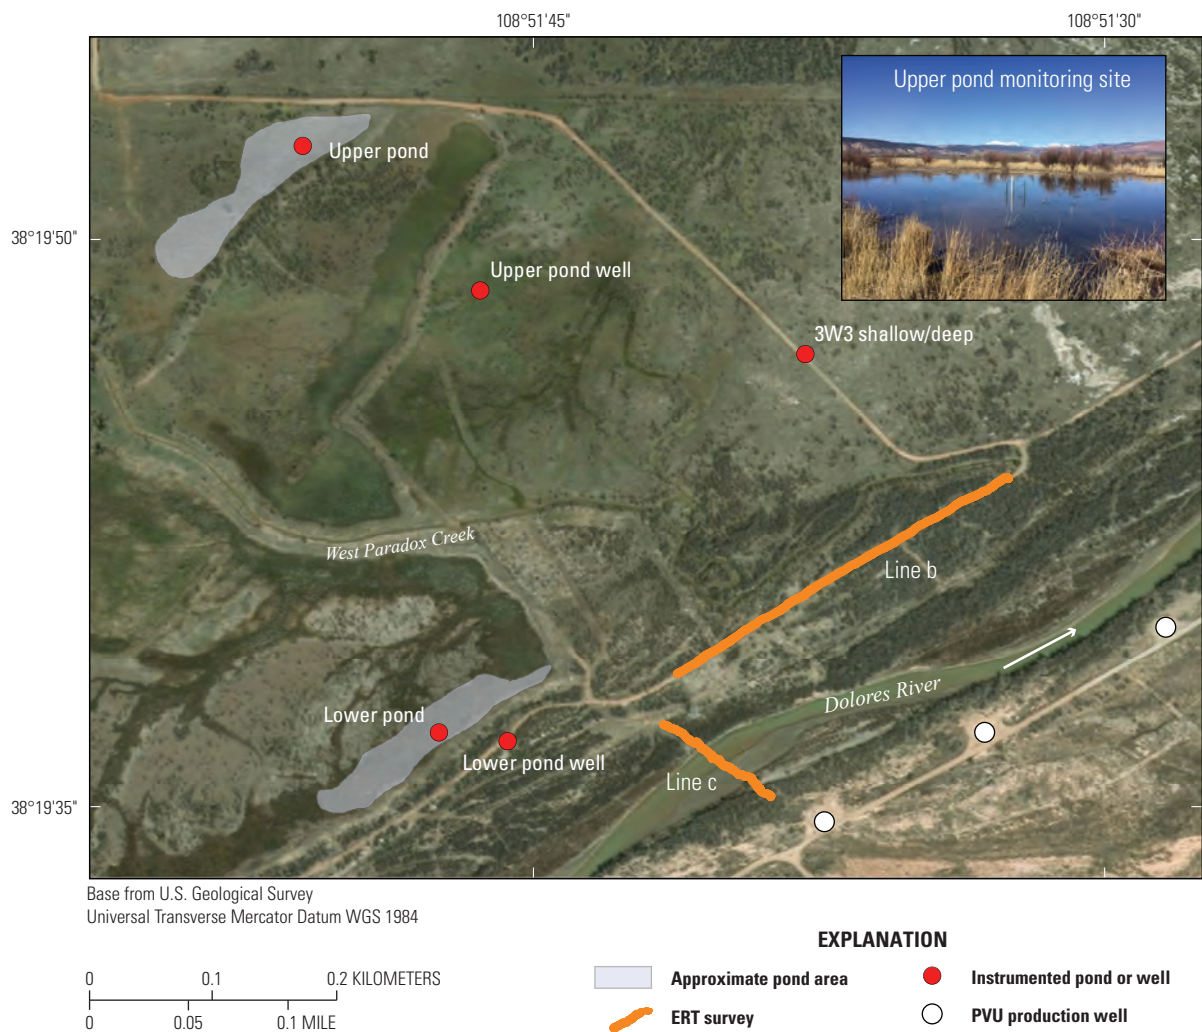 108°51'45"
108°51'30"
Upper pond monitoring site
Upper pond
38°19'50"
Upper pond well
3W3 shallow/deep
West Paradox Creek
Line b
Dolores River
Lower pond
Lower pond well
Line c
38°19'35"
Base from U.S. Geological Survey
Universal Transverse Mercator Datum WGS 1984
EXPLANATION
0 0.1 0.2 KILOMETERS
0 0.05 0.1 MILE
Approximate pond area
Instrumented pond or well
ERT survey
PVU production well